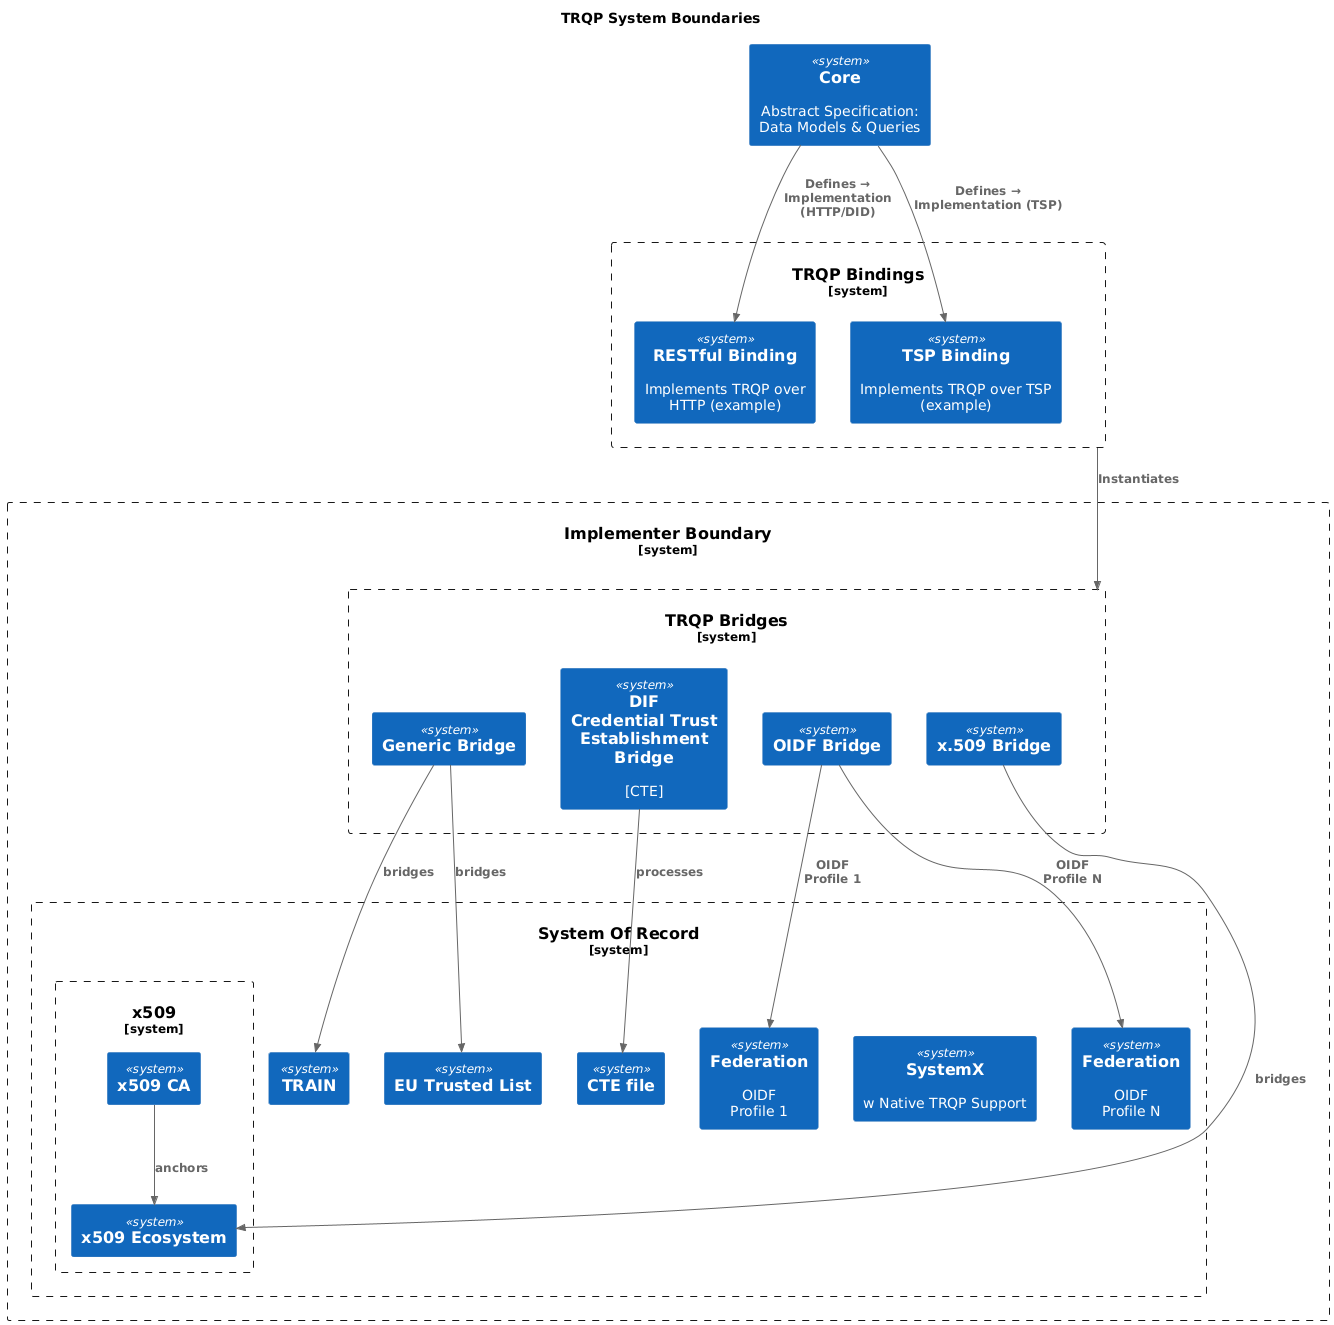 TRQP System Boundaries
«system»
Core
Abstract Specification:
Data Models & Queries
Defines →
Implementation
(HTTP/DID)
Defines →
Implementation (TSP)
TRQP Bindings
[system]
«system»
RESTful Binding
Implements TRQP over
HTTP (example)
«system»
TSP Binding
Implements TRQP over TSP
(example)
Instantiates
Implementer Boundary
[system]
TRQP Bridges
[system]
«system»
Generic Bridge
«system»
DIF
Credential Trust
Establishment
Bridge
[CTE]
«system»
OIDF Bridge
«system»
x.509 Bridge
bridges
bridges
processes
OIDF
Profile 1
OIDF
Profile N
System Of Record
[system]
x509
[system]
«system»
x509 CA
«system»
TRAIN
«system»
EU Trusted List
«system»
CTE file
«system»
Federation
OIDF
Profile 1
«system»
SystemX
w Native TRQP Support
«system»
Federation
OIDF
Profile N
bridges
anchors
«system»
x509 Ecosystem